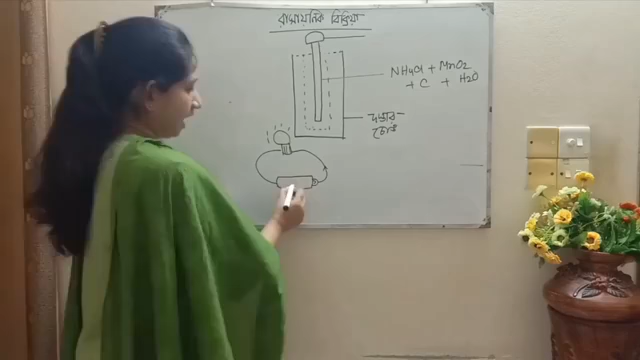 রাসায়নিক বিক্রিয়া
NH4Cl + MnO2
+ C + H2O
দস্তার
চোঙ